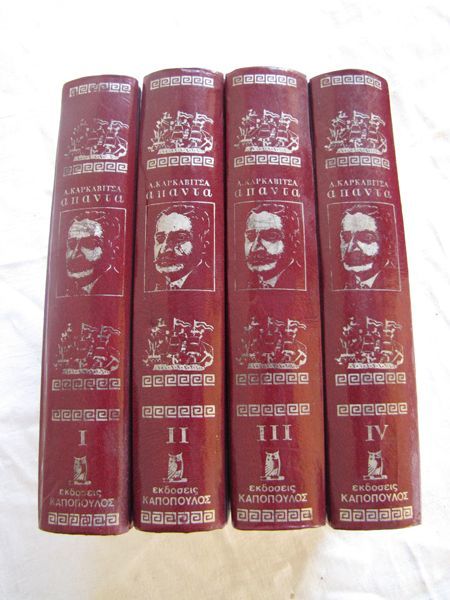 Α. ΚΑΡΚΑΒΙΤΣΑ
απαντα
I
εκδοσεις
ΚΑΠΟΠΟΥΛΟΣ
Α. ΚΑΡΚΑΒΙΤΣΑ
απαντα
II
εκδοσεις
ΚΑΠΟΠΟΥΛΟΣ
Α. ΚΑΡΚΑΒΙΤΣΑ
απαντα
III
εκδοσεις
ΚΑΠΟΠΟΥΛΟΣ
Α. ΚΑΡΚΑΒΙΤΣΑ
απαντα
IV
εκδοσεις
ΚΑΠΟΠΟΥΛΟΣ